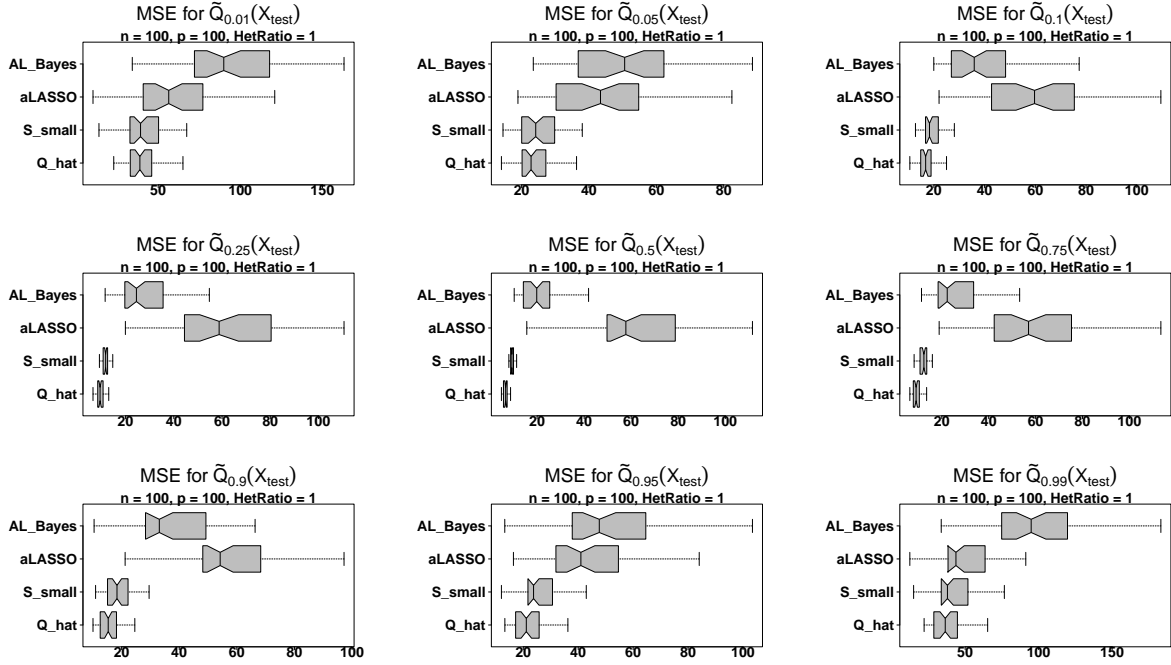 MSE for Q̃0.01(Xtest)
n = 100, p = 100, HetRatio = 1
AL_Bayes
aLASSO
S_small
Q_hat
50 100 150
MSE for Q̃0.05(Xtest)
n = 100, p = 100, HetRatio = 1
AL_Bayes
aLASSO
S_small
Q_hat
20 40 60 80
MSE for Q̃0.1(Xtest)
n = 100, p = 100, HetRatio = 1
AL_Bayes
aLASSO
S_small
Q_hat
20 40 60 80 100
MSE for Q̃0.25(Xtest)
n = 100, p = 100, HetRatio = 1
AL_Bayes
aLASSO
S_small
Q_hat
20 40 60 80 100
MSE for Q̃0.5(Xtest)
n = 100, p = 100, HetRatio = 1
AL_Bayes
aLASSO
S_small
Q_hat
20 40 60 80 100
MSE for Q̃0.75(Xtest)
n = 100, p = 100, HetRatio = 1
AL_Bayes
aLASSO
S_small
Q_hat
20 40 60 80 100
MSE for Q̃0.9(Xtest)
n = 100, p = 100, HetRatio = 1
AL_Bayes
aLASSO
S_small
Q_hat
20 40 60 80 100
MSE for Q̃0.95(Xtest)
n = 100, p = 100, HetRatio = 1
AL_Bayes
aLASSO
S_small
Q_hat
20 40 60 80 100
MSE for Q̃0.99(Xtest)
n = 100, p = 100, HetRatio = 1
AL_Bayes
aLASSO
S_small
Q_hat
50 100 150